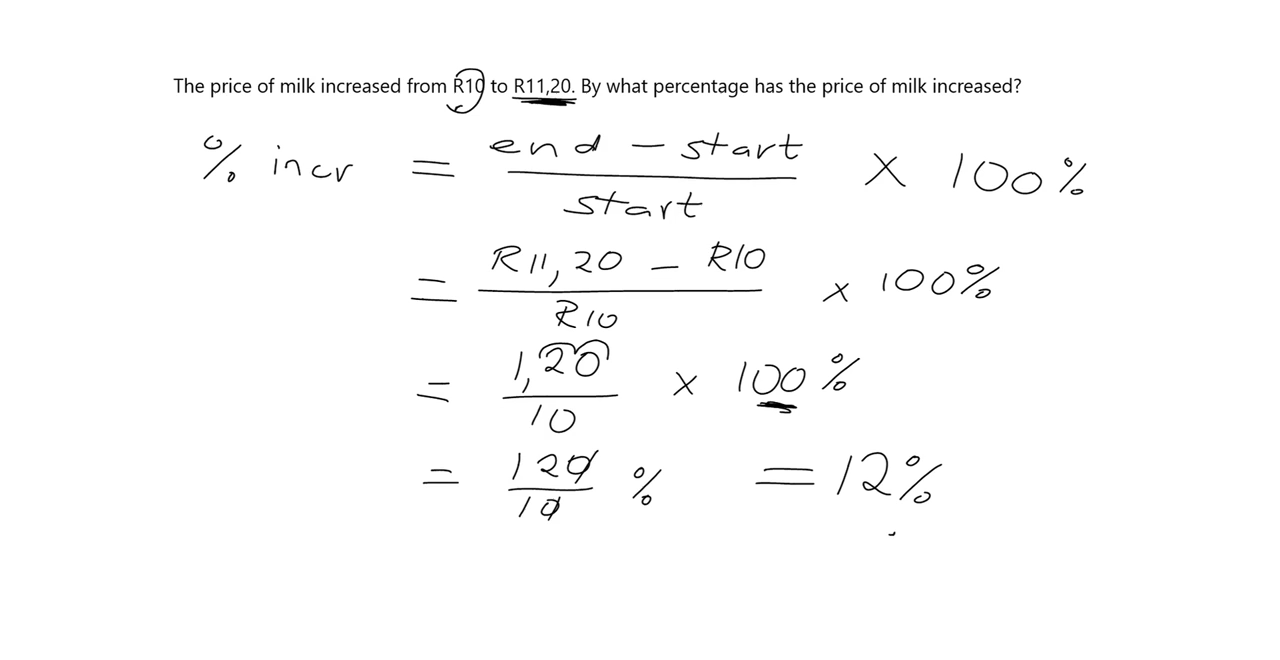 The price of milk increased from R10 to R11,20. By what percentage has the price of milk increased?
% incr = end - start / start × 100%
= R11,20 - R10 / R10 × 100%
= 1,20 / 10 × 100%
= 120 / 10 % = 12%